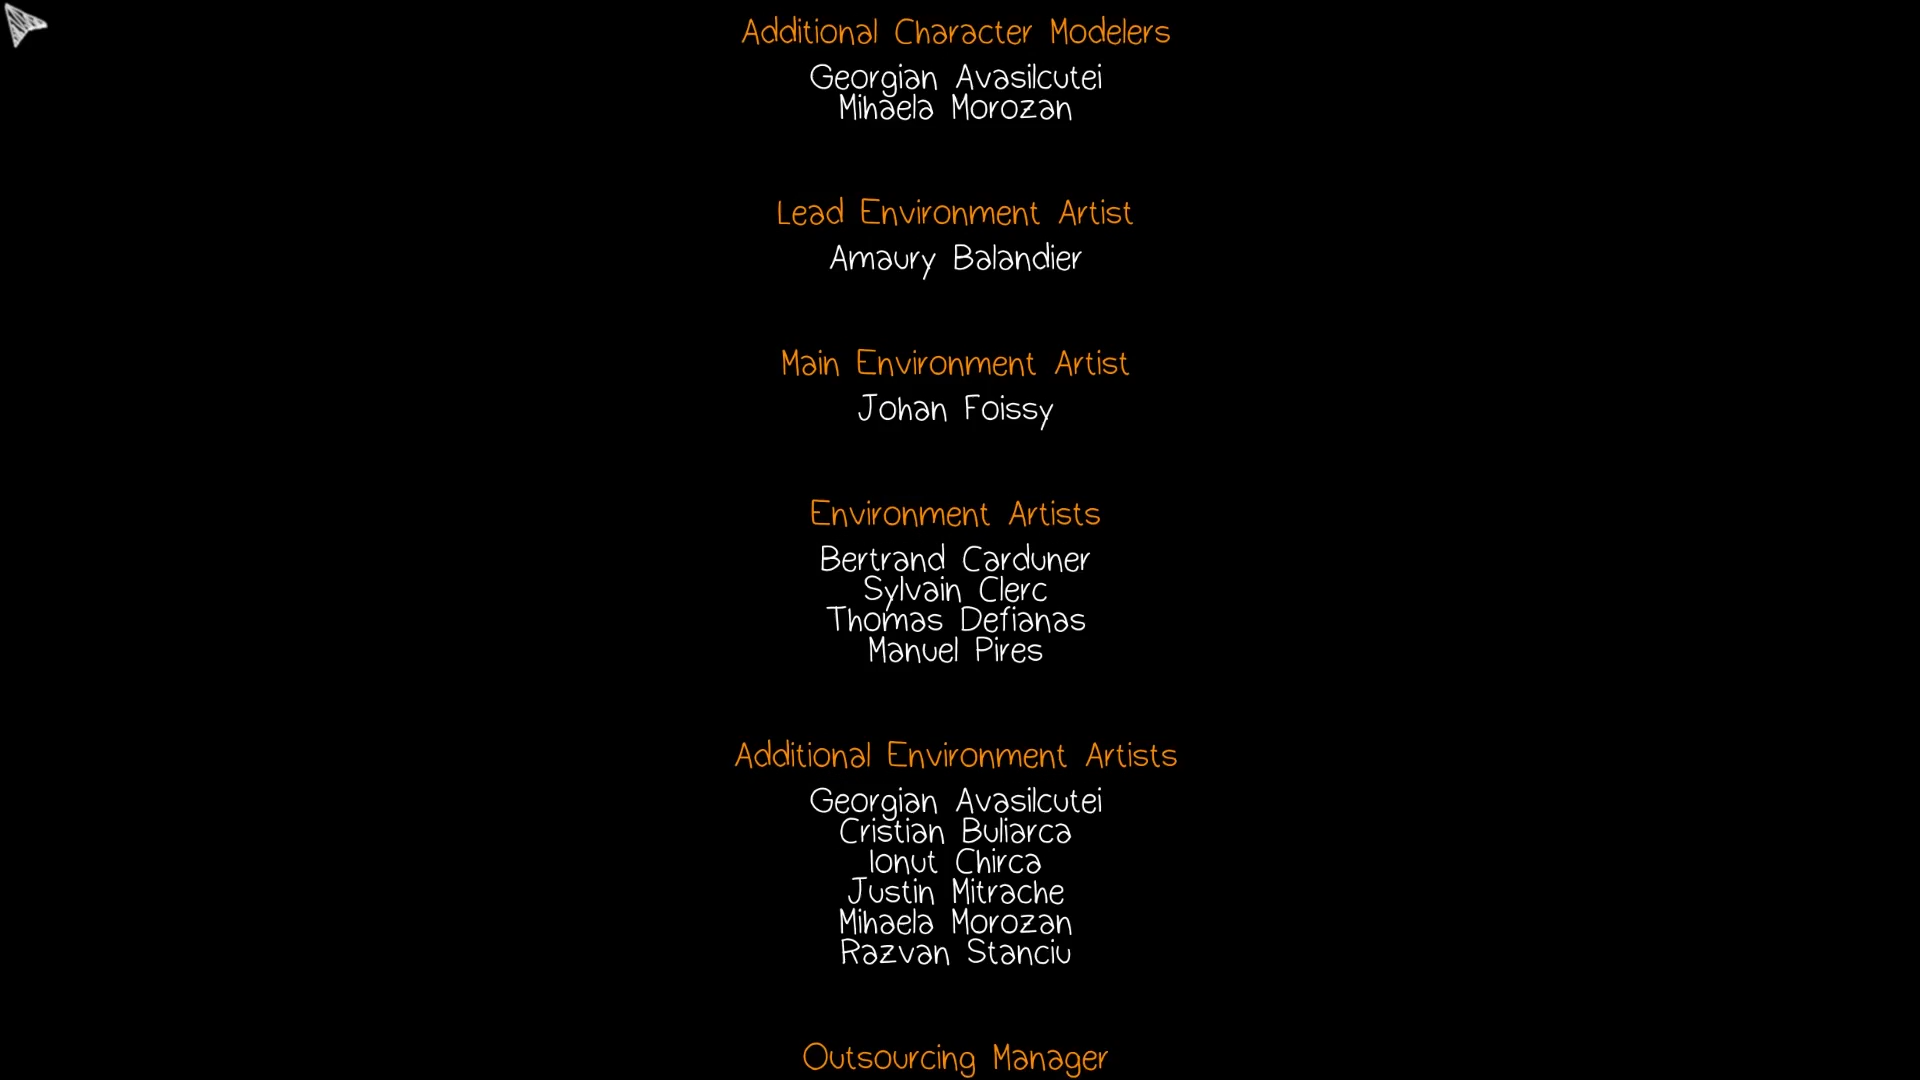 Additional Character Modelers
Georgian Avasilcutei
Mihaela Morozan
Lead Environment Artist
Amaury Balandier
Main Environment Artist
Johan Foissy
Environment Artists
Bertrand Carduner
Sylvain Clerc
Thomas Defianas
Manuel Pires
Additional Environment Artists
Georgian Avasilcutei
Cristian Buliarca
Ionut Chirca
Justin Mitrache
Mihaela Morozan
Razvan Stanciu
Outsourcing Manager